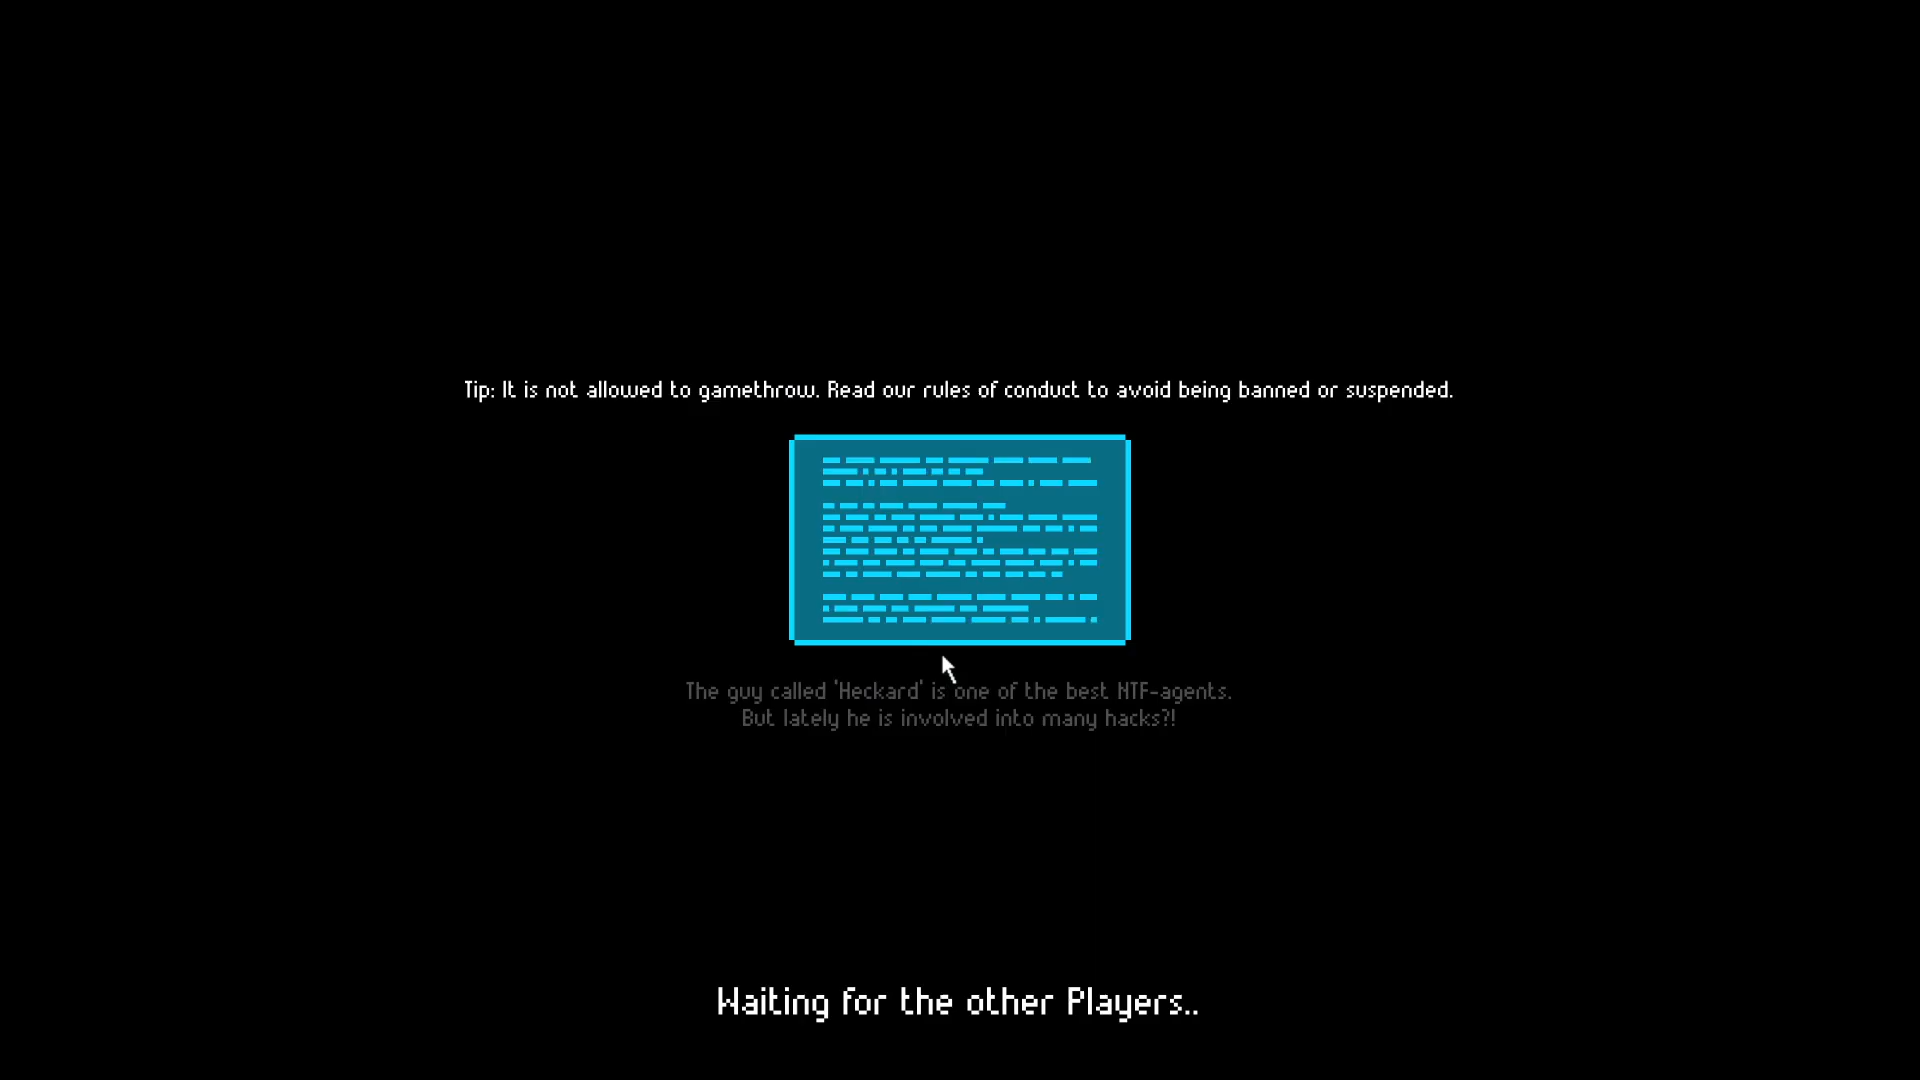 Tip: It is not allowed to gamethrow. Read our rules of conduct to avoid being banned or suspended.
The guy called 'Heckard' is one of the best NTF-agents.
But lately he is involved into many hacks?!
Waiting for the other Players..